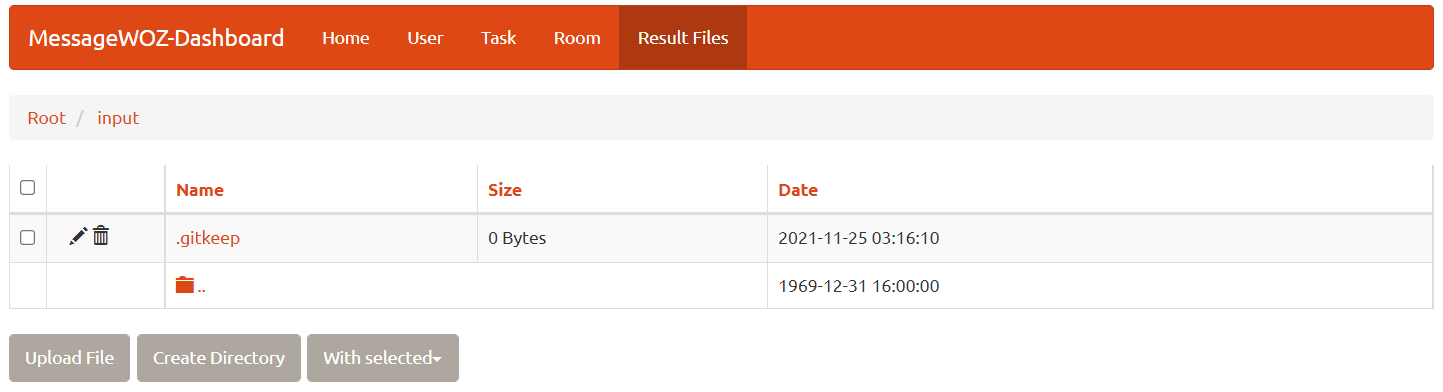 MessageWOZ-Dashboard Home User Task Room Result Files
Root / input
Name Size Date
.gitkeep 0 Bytes 2021-11-25 03:16:10
.. 1969-12-31 16:00:00
Upload File Create Directory With selected